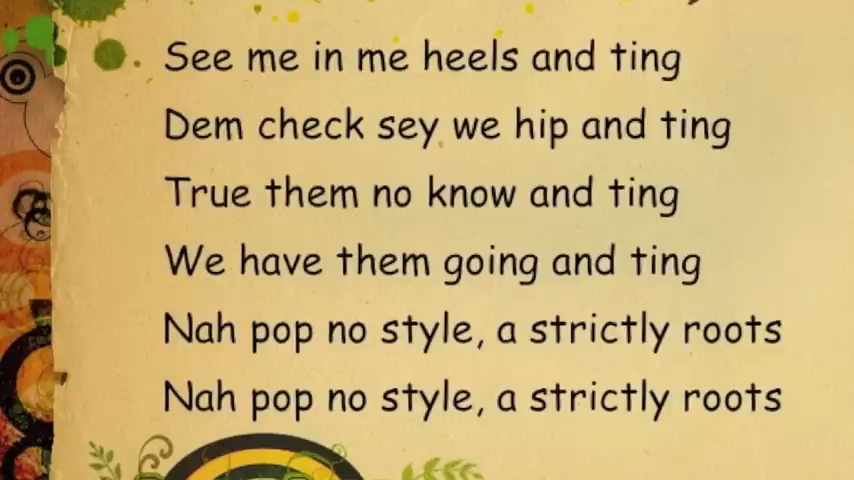 See me in me heels and ting
Dem check sey we hip and ting
True them no know and ting
We have them going and ting
Nah pop no style, a strictly roots
Nah pop no style, a strictly roots